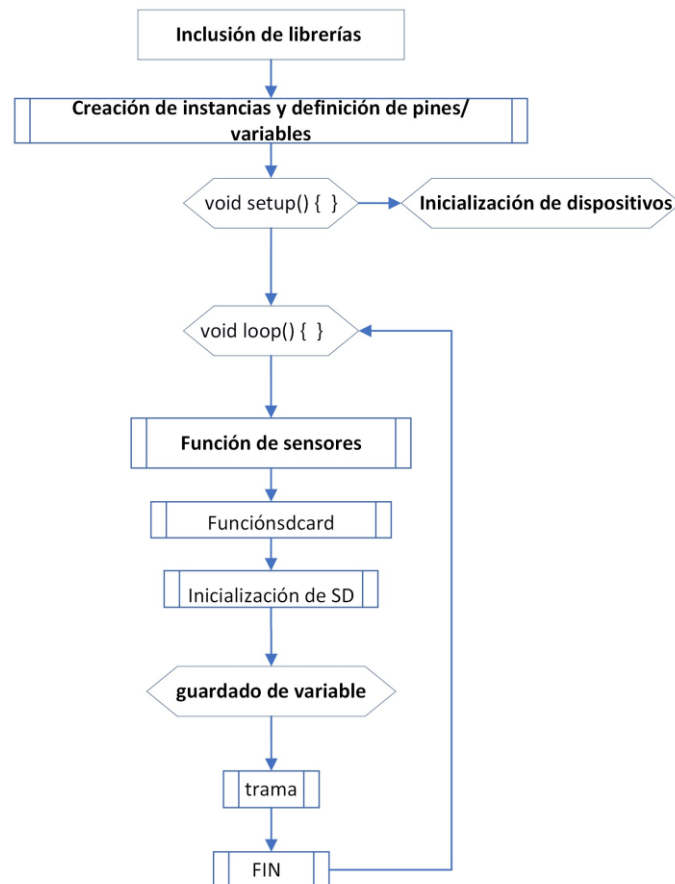 Inclusión de librerías
Creación de instancias y definición de pines/
variables
void setup() { }
Inicialización de dispositivos
void loop() { }
Función de sensores
Funciónsdcard
Inicialización de SD
guardado de variable
trama
FIN